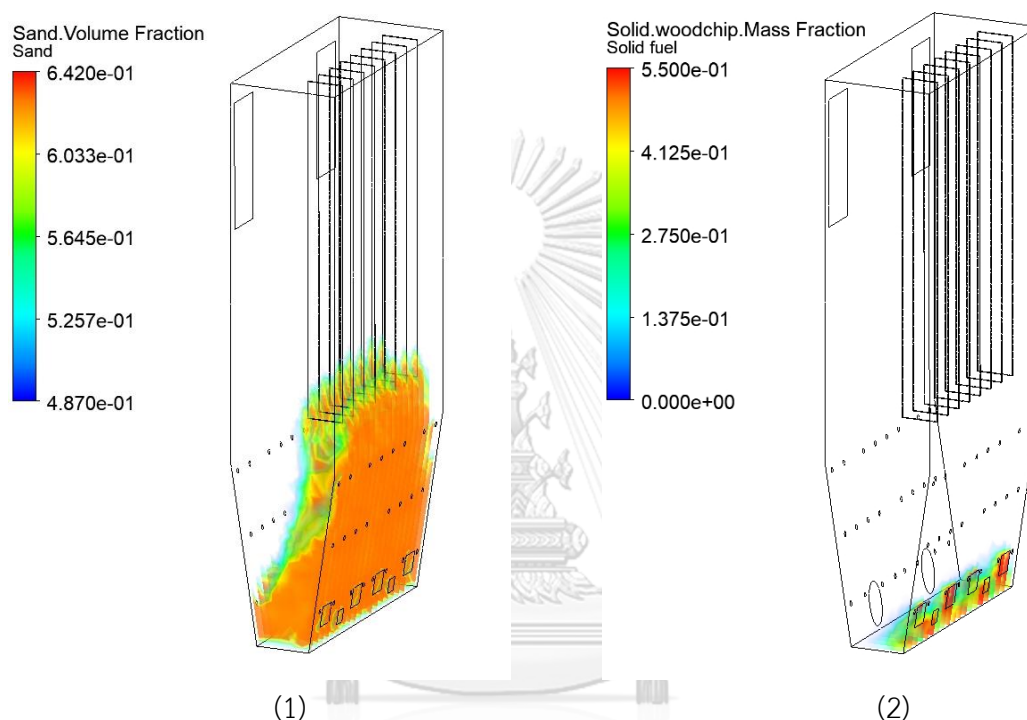 Sand.Volume Fraction
Sand
6.420e-01
6.033e-01
5.645e-01
5.257e-01
4.870e-01
(1)
Solid.woodchip.Mass Fraction
Solid fuel
5.500e-01
4.125e-01
2.750e-01
1.375e-01
0.000e+00
(2)